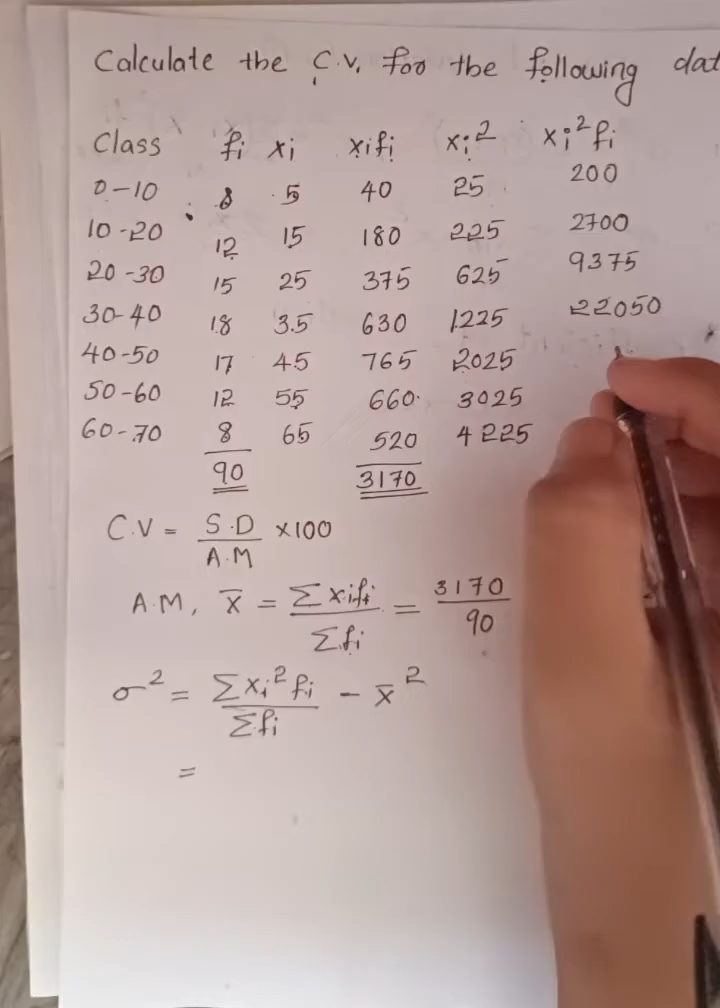 Calculate the C.V. for the following dat
Class fi xi xifi xi² xi²fi
0-10 8 5 40 25 200
10-20 12 15 180 225 2700
20-30 15 25 375 625 9375
30-40 18 3.5 630 1225 22050
40-50 17 45 765 2025
50-60 12 55 660 3025
60-70 8 65 520 4225
90 3170
C.V = S.D / A.M ×100
A.M, x̄ = Σxifi / Σfi = 3170 / 90
σ² = Σxi²fi / Σfi - x̄²
=